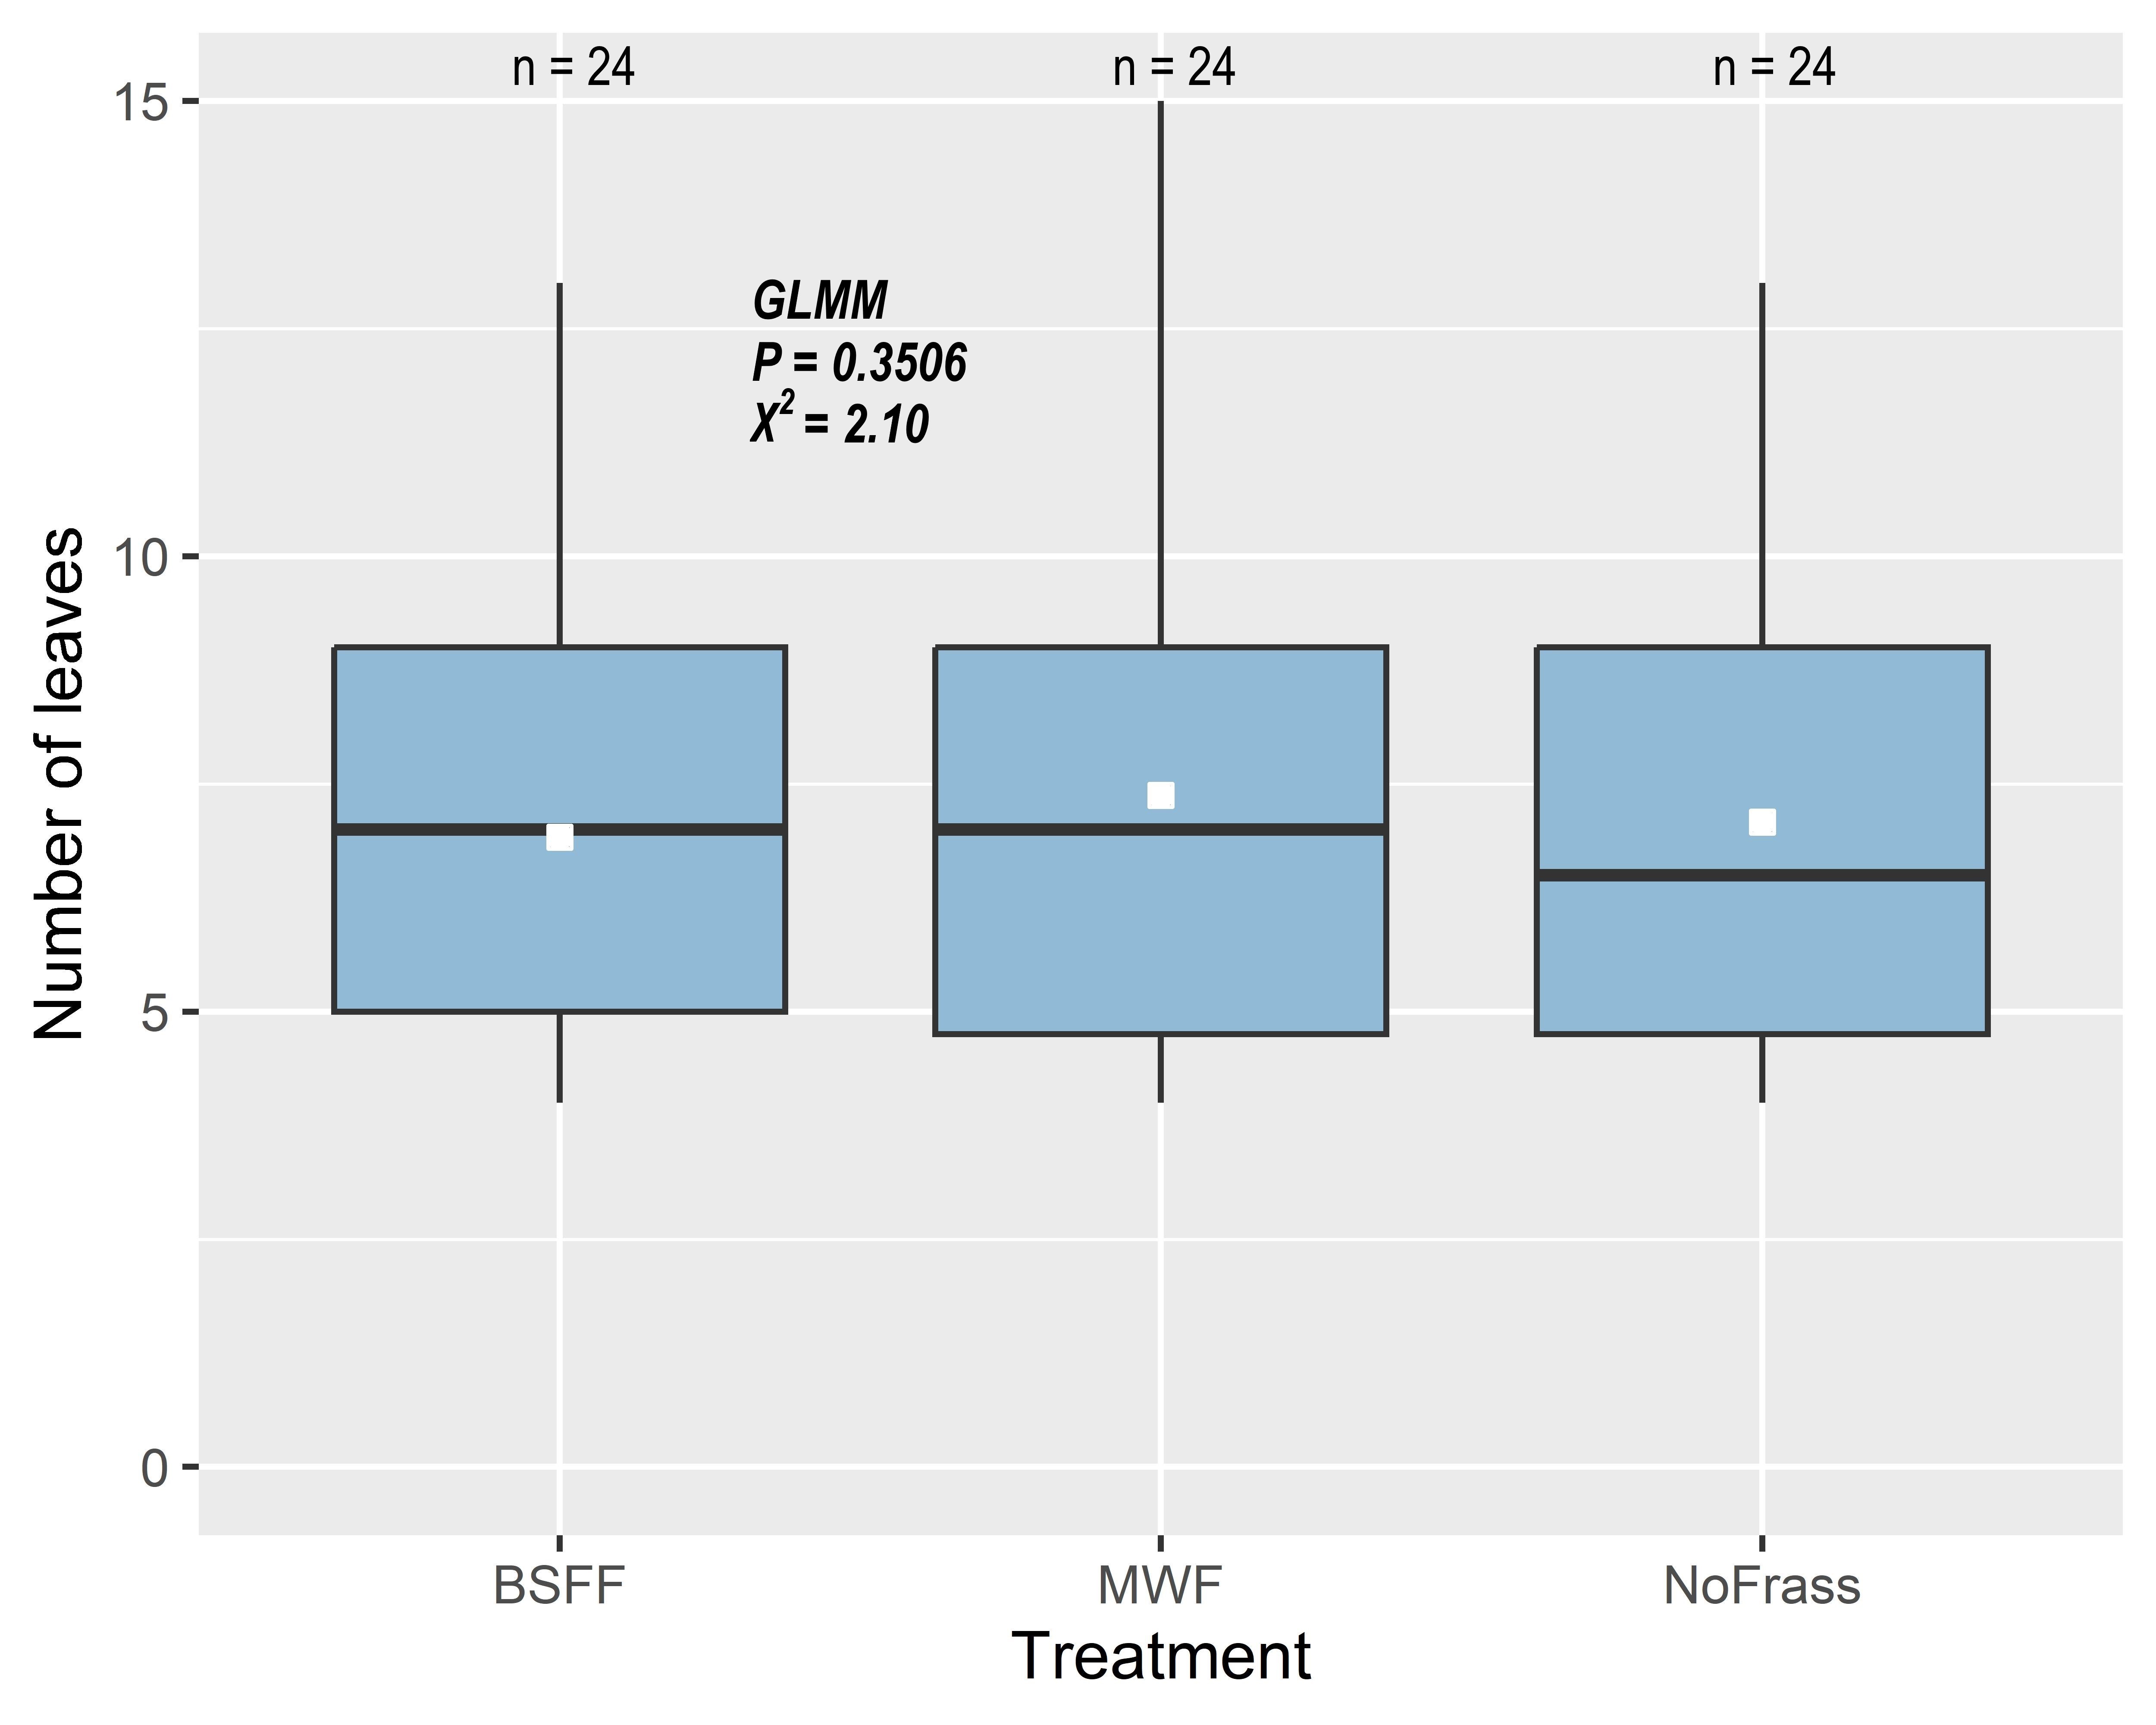 n = 24 n = 24 n = 24
15
GLMM
P = 0.3506
X² = 2.10
10
5
0
Number of leaves
BSFF MWF NoFrass
Treatment